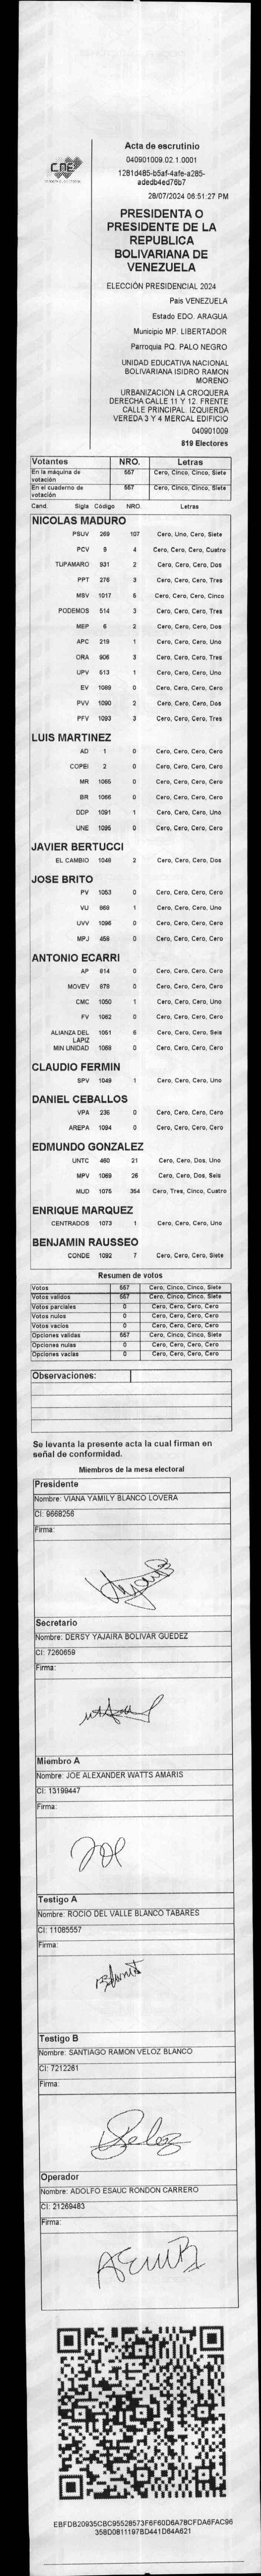 CNE
Acta de escrutinio
040901009.02.1.0001
1281d485-b5af-4afe-a285-
adedb4ed76b7
28/07/2024 06:51:27 PM
PRESIDENTA O
PRESIDENTE DE LA
REPUBLICA
BOLIVARIANA DE
VENEZUELA
ELECCIÓN PRESIDENCIAL 2024
Pais VENEZUELA
Estado EDO. ARAGUA
Municipio MP. LIBERTADOR
Parroquia PQ. PALO NEGRO
UNIDAD EDUCATIVA NACIONAL
BOLIVARIANA ISIDRO RAMON
MORENO
URBANIZACIÓN LA CROQUERA
DERECHA CALLE 11 Y 12. FRENTE
CALLE PRINCIPAL. IZQUIERDA
VEREDA 3 Y 4 MERCAL EDIFICIO
040901009
819 Electores
Votantes NRO. Letras
En la máquina de votación 557 Cero, Cinco, Cinco, Siete
En el cuaderno de votación 557 Cero, Cinco, Cinco, Siete
Cand. Sigla Código NRO. Letras
NICOLAS MADURO
PSUV 269 107 Cero, Uno, Cero, Siete
PCV 9 4 Cero, Cero, Cero, Cuatro
TUPAMARO 931 2 Cero, Cero, Cero, Dos
PPT 276 3 Cero, Cero, Cero, Tres
MSV 1017 5 Cero, Cero, Cero, Cinco
PODEMOS 514 3 Cero, Cero, Cero, Tres
MEP 6 2 Cero, Cero, Cero, Dos
APC 219 1 Cero, Cero, Cero, Uno
ORA 906 3 Cero, Cero, Cero, Tres
UPV 513 1 Cero, Cero, Cero, Uno
EV 1089 0 Cero, Cero, Cero, Cero
PVV 1090 2 Cero, Cero, Cero, Dos
PFV 1093 3 Cero, Cero, Cero, Tres
LUIS MARTINEZ
AD 1 0 Cero, Cero, Cero, Cero
COPEI 2 0 Cero, Cero, Cero, Cero
MR 1065 0 Cero, Cero, Cero, Cero
BR 1066 0 Cero, Cero, Cero, Cero
DDP 1091 1 Cero, Cero, Cero, Uno
UNE 1095 0 Cero, Cero, Cero, Cero
JAVIER BERTUCCI
EL CAMBIO 1048 2 Cero, Cero, Cero, Dos
JOSE BRITO
PV 1053 0 Cero, Cero, Cero, Cero
VU 868 1 Cero, Cero, Cero, Uno
UVV 1096 0 Cero, Cero, Cero, Cero
MPJ 458 0 Cero, Cero, Cero, Cero
ANTONIO ECARRI
AP 814 0 Cero, Cero, Cero, Cero
MOVEV 878 0 Cero, Cero, Cero, Cero
CMC 1050 1 Cero, Cero, Cero, Uno
FV 1062 0 Cero, Cero, Cero, Cero
ALIANZA DEL LAPIZ 1051 6 Cero, Cero, Cero, Seis
MIN UNIDAD 1068 0 Cero, Cero, Cero, Cero
CLAUDIO FERMIN
SPV 1049 1 Cero, Cero, Cero, Uno
DANIEL CEBALLOS
VPA 236 0 Cero, Cero, Cero, Cero
AREPA 1094 0 Cero, Cero, Cero, Cero
EDMUNDO GONZALEZ
UNTC 460 21 Cero, Cero, Dos, Uno
MPV 1069 26 Cero, Cero, Dos, Seis
MUD 1075 354 Cero, Tres, Cinco, Cuatro
ENRIQUE MARQUEZ
CENTRADOS 1073 1 Cero, Cero, Cero, Uno
BENJAMIN RAUSSEO
CONDE 1092 7 Cero, Cero, Cero, Siete
Resumen de votos
Votos 557 Cero, Cinco, Cinco, Siete
Votos validos 557 Cero, Cinco, Cinco, Siete
Votos parciales 0 Cero, Cero, Cero, Cero
Votos nulos 0 Cero, Cero, Cero, Cero
Votos vacios 0 Cero, Cero, Cero, Cero
Opciones validas 557 Cero, Cinco, Cinco, Siete
Opciones nulas 0 Cero, Cero, Cero, Cero
Opciones vacias 0 Cero, Cero, Cero, Cero
Observaciones:
Se levanta la presente acta la cual firman en
señal de conformidad.
Miembros de la mesa electoral
Presidente
Nombre: VIANA YAMILY BLANCO LOVERA
CI: 9668256
Firma:
Secretario
Nombre: DERSY YAJAIRA BOLIVAR GUEDEZ
CI: 7260659
Firma:
Miembro A
Nombre: JOE ALEXANDER WATTS AMARIS
CI: 13199447
Firma:
Joe
Testigo A
Nombre: ROCIO DEL VALLE BLANCO TABARES
CI: 11085557
Firma:
Testigo B
Nombre: SANTIAGO RAMON VELOZ BLANCO
CI: 7212261
Firma:
Veloz
Operador
Nombre: ADOLFO ESAUC RONDON CARRERO
CI: 21269483
Firma:
EBFDB20935CBC95528573F6F60D6A78CFDA6FAC96
358D0811197BD441D64A621